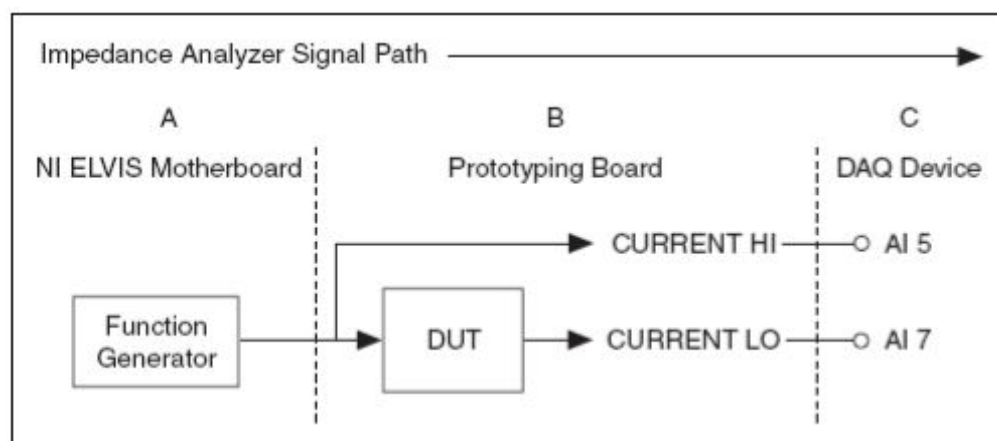 Impedance Analyzer Signal Path
A
B
C
NI ELVIS Motherboard
Prototyping Board
DAQ Device
CURRENT HI
AI 5
Function
Generator
DUT
CURRENT LO
AI 7